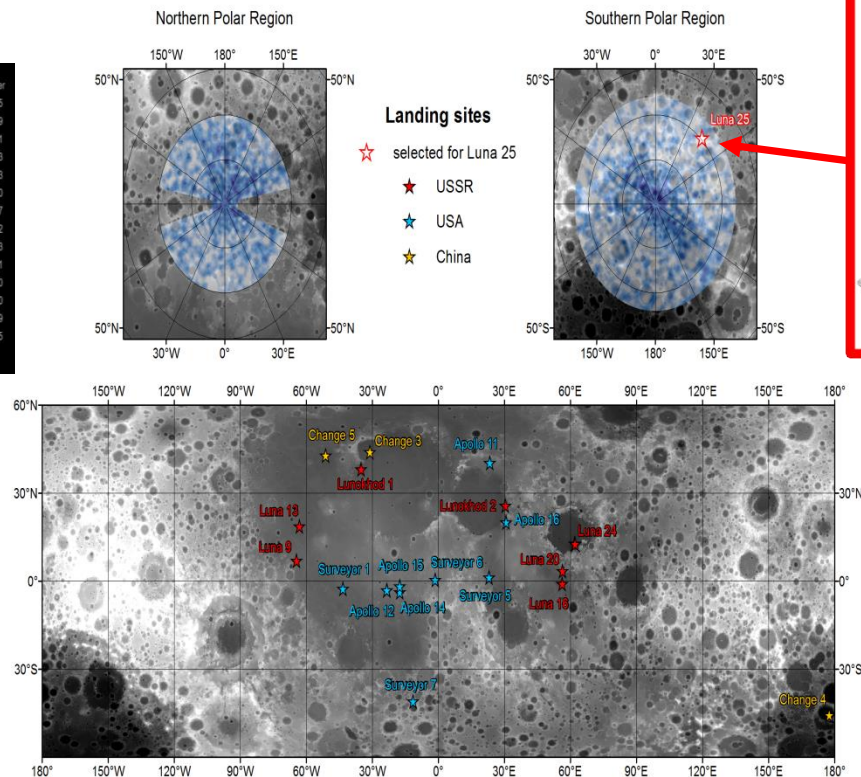 Northern Polar Region
Southern Polar Region
150°W 180° 150°E
30°W 0° 30°E
50°N 50°N
50°S 50°S
Landing sites
selected for Luna 25
USSR
USA
China
Luna 25
50°N 50°N
50°S 50°S
30°W 0° 30°E
150°W 180° 150°E
150°W 120°W 90°W 60°W 30°W 0° 30°E 60°E 90°E 120°E 150°E 180°
60°N
Change 5
Change 3
Apollo 11
Lunokhod 1
30°N 30°N
Luna 13
Lunokhod 2
Apollo 16
Luna 24
Luna 9
Surveyor 1
Apollo 15
Surveyor 6
Luna 20
0° 0°
Apollo 12
Apollo 14
Surveyor 5
Luna 16
30°S 30°S
Surveyor 7
Change 4
150°W 120°W 90°W 60°W 30°W 0° 30°E 60°E 90°E 120°E 150°E 180°